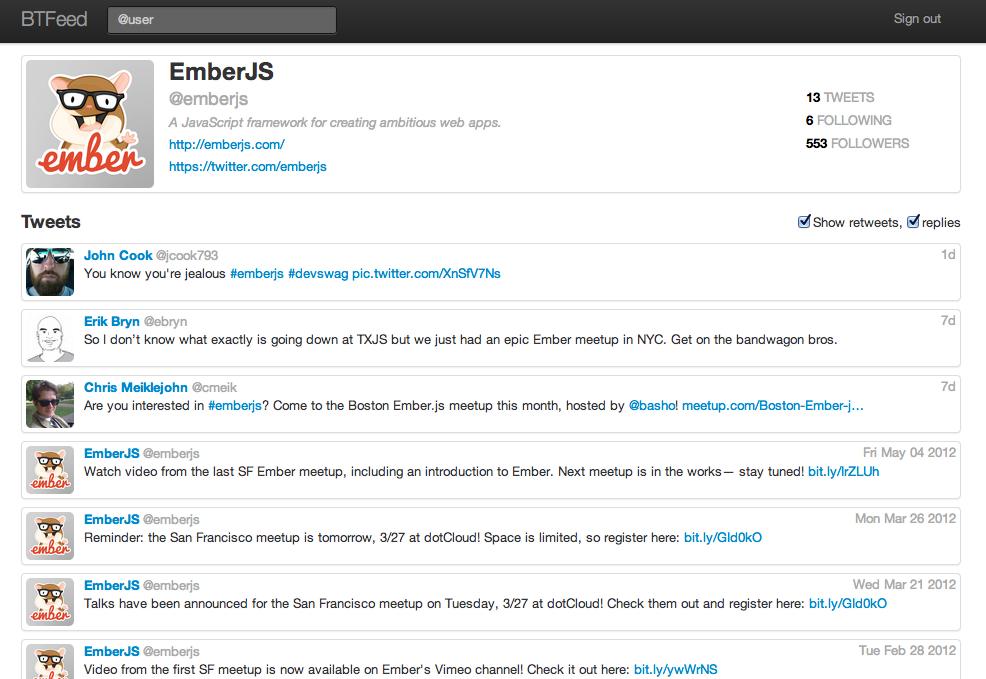 BTFeed @user Sign out
ember
EmberJS
@emberjs
A JavaScript framework for creating ambitious web apps.
http://emberjs.com/
https://twitter.com/emberjs
13 TWEETS
6 FOLLOWING
553 FOLLOWERS
Tweets Show retweets, replies
John Cook @jcook793 1d
You know you're jealous #emberjs #devswag pic.twitter.com/XnSfV7Ns
Erik Bryn @ebryn 7d
So I don't know what exactly is going down at TXJS but we just had an epic Ember meetup in NYC. Get on the bandwagon bros.
Chris Meiklejohn @cmeik 7d
Are you interested in #emberjs? Come to the Boston Ember.js meetup this month, hosted by @basho! meetup.com/Boston-Ember-j…
ember
EmberJS @emberjs Fri May 04 2012
Watch video from the last SF Ember meetup, including an introduction to Ember. Next meetup is in the works— stay tuned! bit.ly/IrZLUh
ember
EmberJS @emberjs Mon Mar 26 2012
Reminder: the San Francisco meetup is tomorrow, 3/27 at dotCloud! Space is limited, so register here: bit.ly/GId0kO
ember
EmberJS @emberjs Wed Mar 21 2012
Talks have been announced for the San Francisco meetup on Tuesday, 3/27 at dotCloud! Check them out and register here: bit.ly/GId0kO
EmberJS @emberjs Tue Feb 28 2012
Video from the first SF meetup is now available on Ember's Vimeo channel! Check it out here: bit.ly/ywWrNS